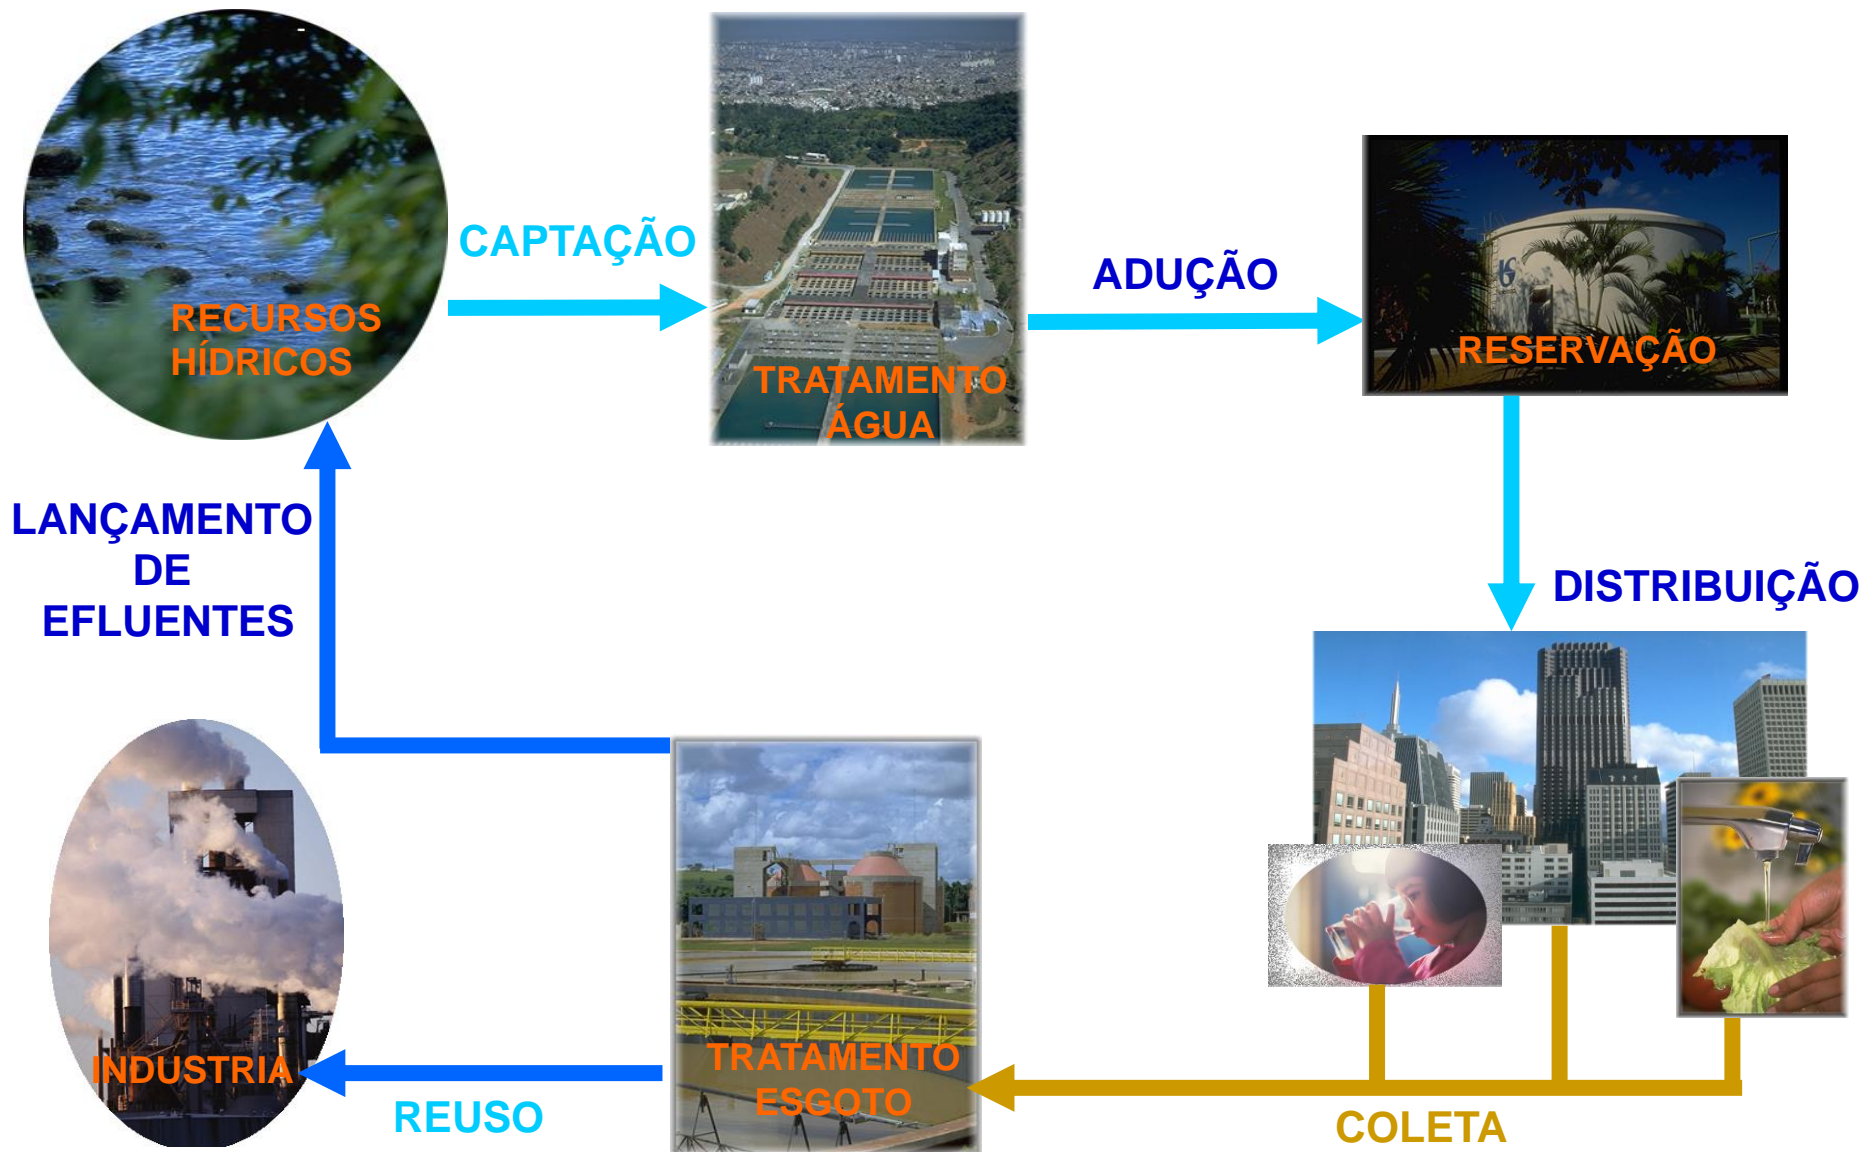 CAPTAÇÃO
ADUÇÃO
RECURSOS
HÍDRICOS
TRATAMENTO
ÁGUA
RESERVAÇÃO
LANÇAMENTO
DE
EFLUENTES
DISTRIBUIÇÃO
INDUSTRIA
REUSO
TRATAMENTO
ESGOTO
COLETA